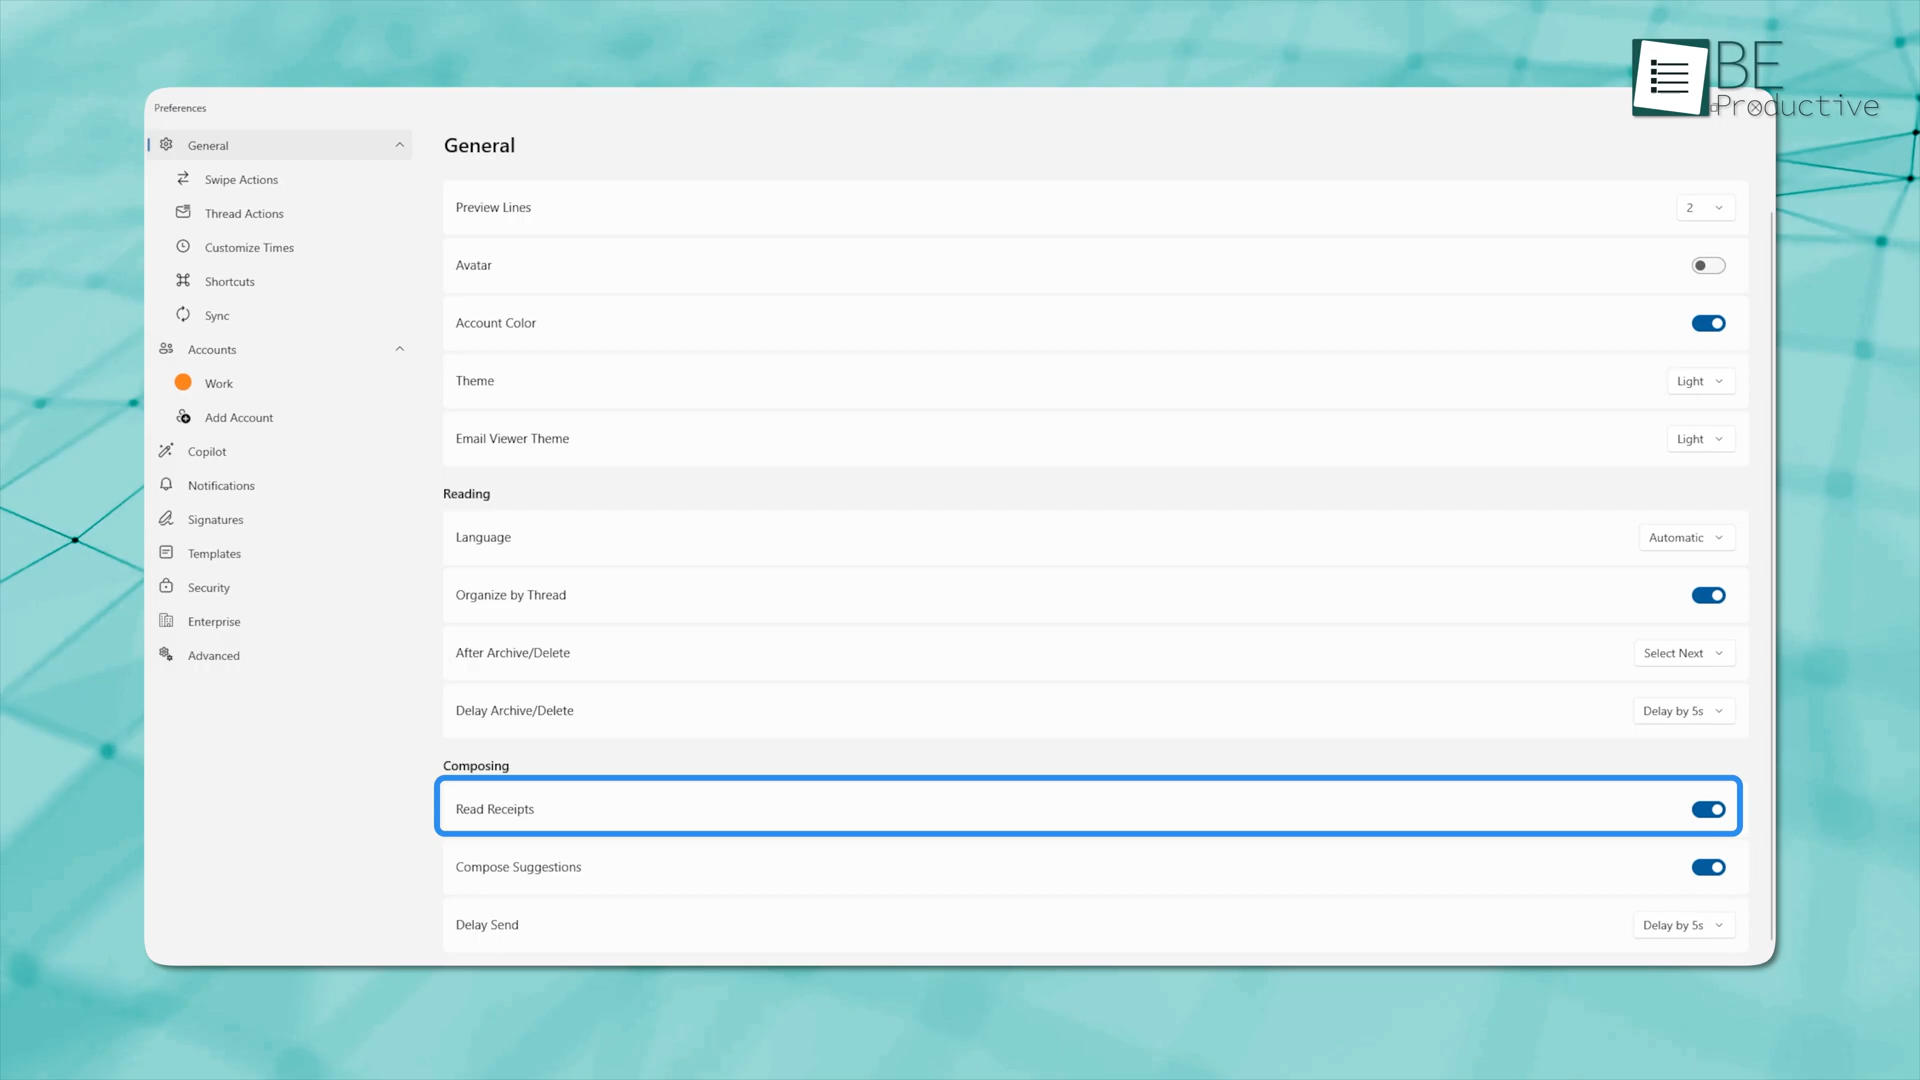 BE
Productive
Preferences
General
Swipe Actions
Thread Actions
Customize Times
Shortcuts
Sync
Accounts
Work
Add Account
Copilot
Notifications
Signatures
Templates
Security
Enterprise
Advanced
General
Preview Lines 2
Avatar
Account Color
Theme Light
Email Viewer Theme Light
Reading
Language Automatic
Organize by Thread
After Archive/Delete Select Next
Delay Archive/Delete Delay by 5s
Composing
Read Receipts
Compose Suggestions
Delay Send Delay by 5s